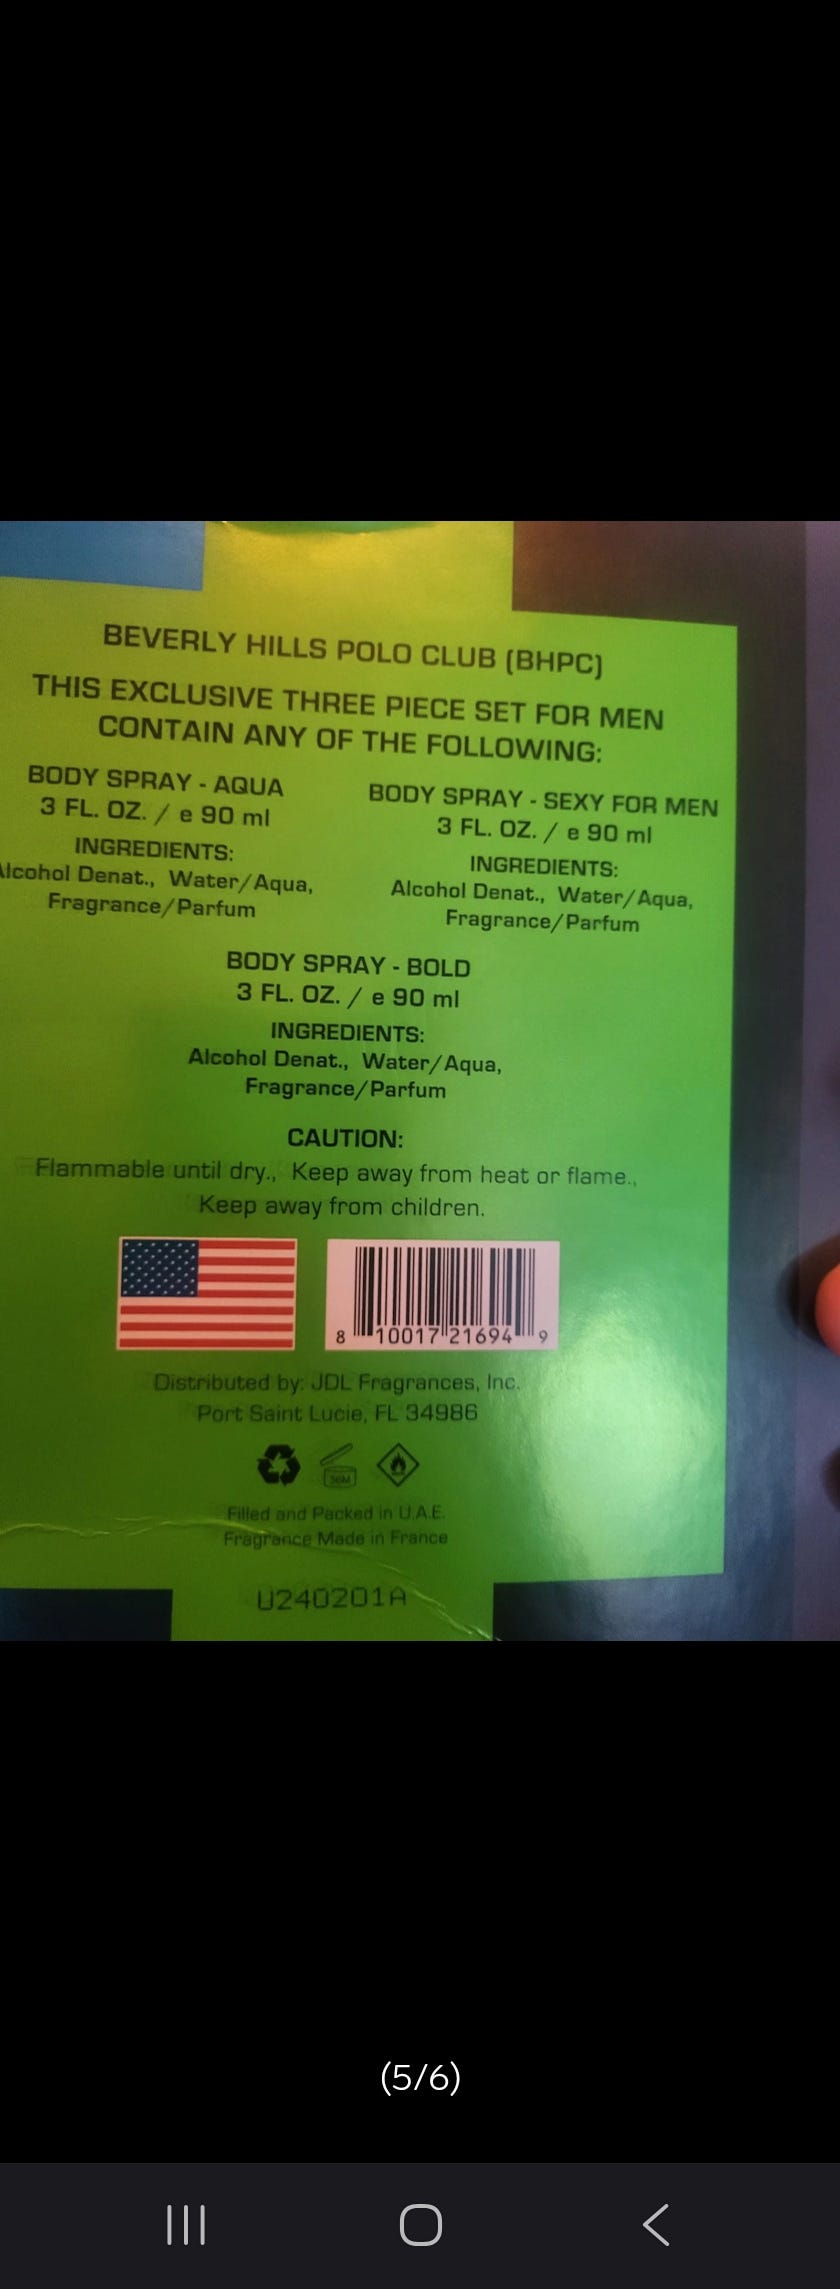 BEVERLY HILLS POLO CLUB (BHPC)
THIS EXCLUSIVE THREE PIECE SET FOR MEN
CONTAIN ANY OF THE FOLLOWING:
BODY SPRAY - AQUA
3 FL. OZ. / e 90 ml
INGREDIENTS:
Alcohol Denat., Water/Aqua,
Fragrance/Parfum
BODY SPRAY - SEXY FOR MEN
3 FL. OZ. / e 90 ml
INGREDIENTS:
Alcohol Denat., Water/Aqua,
Fragrance/Parfum
BODY SPRAY - BOLD
3 FL. OZ. / e 90 ml
INGREDIENTS:
Alcohol Denat., Water/Aqua,
Fragrance/Parfum
CAUTION:
Flammable until dry., Keep away from heat or flame.,
Keep away from children.
8 10017 21694 9
Distributed by: JDL Fragrances, Inc.
Port Saint Lucie, FL 34986
36M
Filled and Packed in U.A.E.
Fragrance Made in France
U240201A
(5/6)